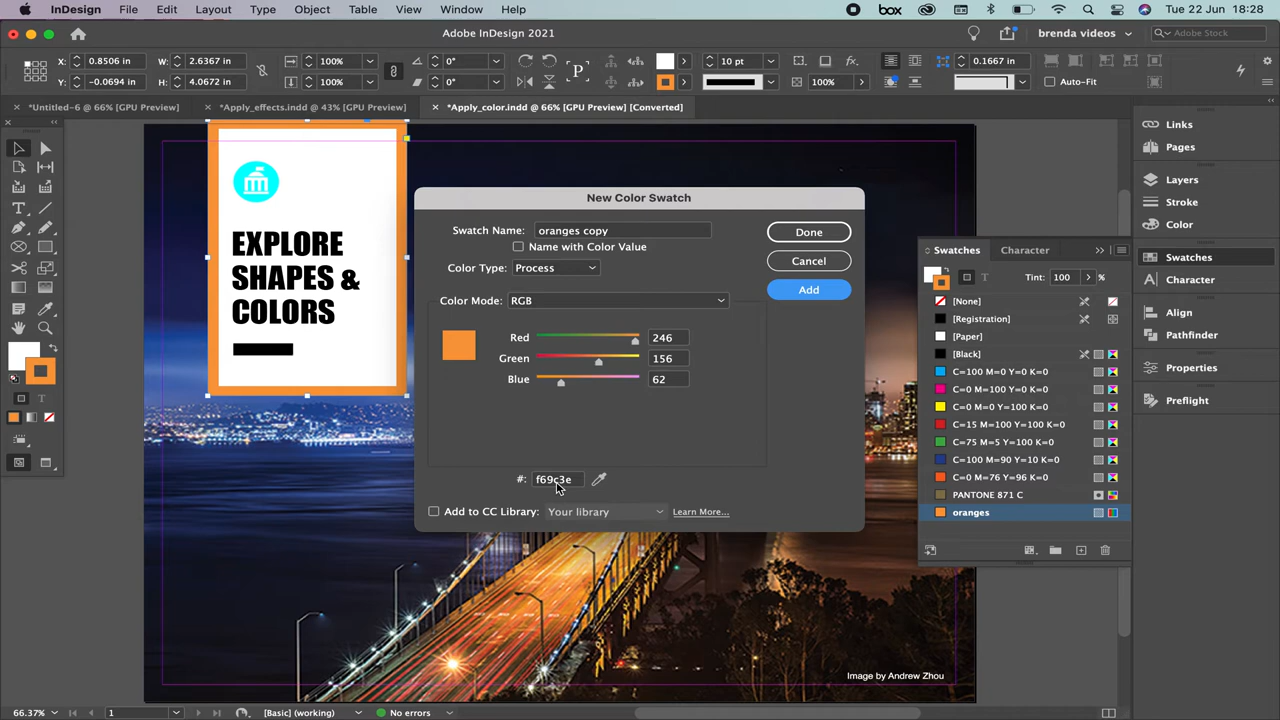 InDesign File Edit Layout Type Object Table View Window Help
box
Tue 22 Jun 18:28
Adobe InDesign 2021
brenda videos
Adobe Stock
X: 0.8506 in W: 2.6367 in 100% 0° P 10 pt fx. 0.1667 in
Y: -0.0694 in H: 4.0672 in 100% 0° 100% Auto-Fit
*Untitled-6 @ 66% [GPU Preview] *Apply_effects.indd @ 43% [GPU Preview] *Apply_color.indd @ 66% [GPU Preview] [Converted]
EXPLORE
SHAPES &
COLORS
New Color Swatch
Swatch Name: oranges copy
Name with Color Value
Color Type: Process
Color Mode: RGB
Red 246
Green 156
Blue 62
#: f69c3e
Add to CC Library: Your library Learn More...
Done
Cancel
Add
Swatches Character
T Tint: 100 %
[None]
[Registration]
[Paper]
[Black]
C=100 M=0 Y=0 K=0
C=0 M=100 Y=0 K=0
C=0 M=0 Y=100 K=0
C=15 M=100 Y=100 K=0
C=75 M=5 Y=100 K=0
C=100 M=90 Y=10 K=0
C=0 M=76 Y=96 K=0
PANTONE 871 C
oranges
Links
Pages
Layers
Stroke
Color
Swatches
Character
Align
Pathfinder
Properties
Preflight
Image by Andrew Zhou
66.37% 1 [Basic] (working) No errors